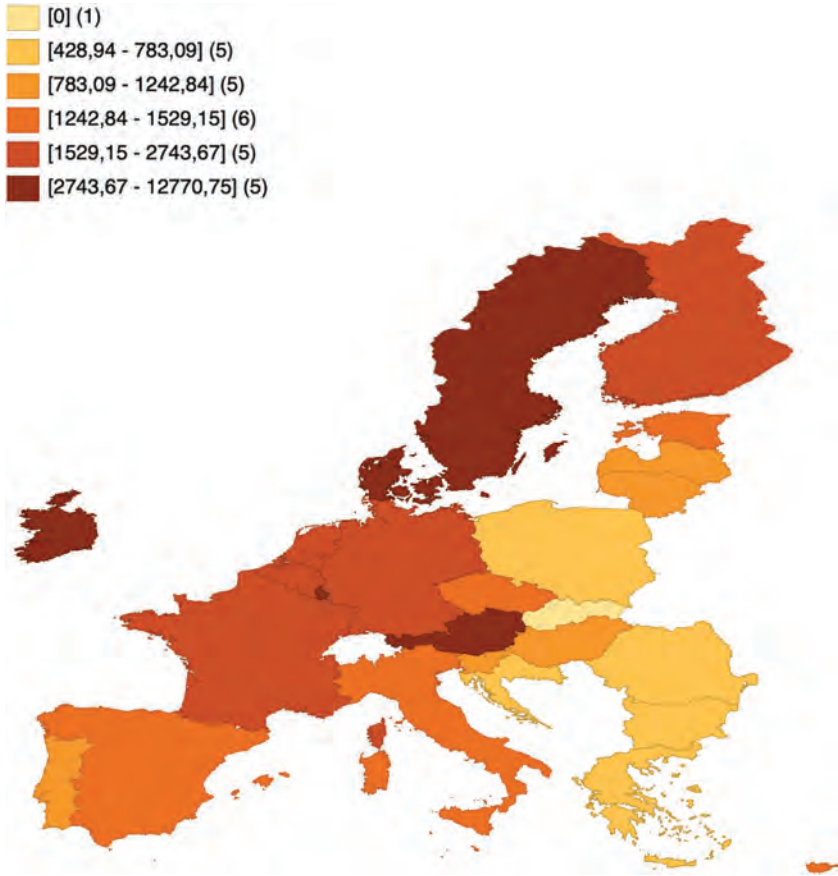 [0] (1)
[428,94 - 783,09] (5)
[783,09 - 1242,84] (5)
[1242,84 - 1529,15] (6)
[1529,15 - 2743,67] (5)
[2743,67 - 12770,75] (5)